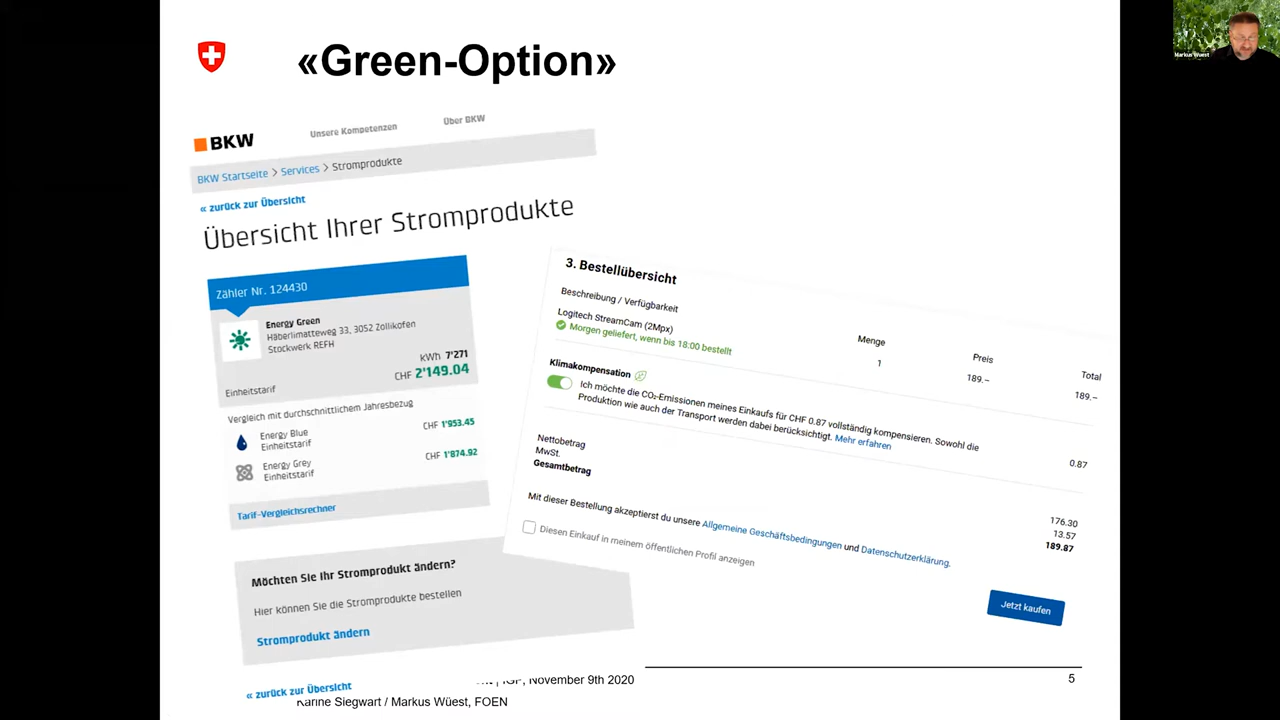 «Green-Option»
Markus Wüest
BKW
Unsere Kompetenzen
Über BKW
BKW Startseite > Services > Stromprodukte
« zurück zur Übersicht
Übersicht Ihrer Stromprodukte
Zähler Nr. 124430
Energy Green
Häberlimatteweg 33, 3052 Zollikofen
Stockwerk REFH
kWh 7'271
Einheitstarif CHF 2'149.04
Vergleich mit durchschnittlichem Jahresbezug
Energy Blue
Einheitstarif
CHF 1'953.45
Energy Grey
Einheitstarif
CHF 1'874.92
Tarif-Vergleichsrechner
Möchten Sie Ihr Stromprodukt ändern?
Hier können Sie die Stromprodukte bestellen
Stromprodukt ändern
« zurück zur Übersicht
3. Bestellübersicht
Beschreibung / Verfügbarkeit
Menge
Preis
Total
Logitech StreamCam (2Mpx)
Morgen geliefert, wenn bis 18:00 bestellt
1
189.–
189.–
Klimakompensation
Ich möchte die CO₂-Emissionen meines Einkaufs für CHF 0.87 vollständig kompensieren. Sowohl die
Produktion wie auch der Transport werden dabei berücksichtigt. Mehr erfahren
0.87
Nettobetrag
176.30
MwSt.
13.57
Gesamtbetrag
189.87
Mit dieser Bestellung akzeptierst du unsere Allgemeine Geschäftsbedingungen und Datenschutzerklärung.
Diesen Einkauf in meinem öffentlichen Profil anzeigen
Jetzt kaufen
| IGP, November 9th 2020
5
Karine Siegwart / Markus Wüest, FOEN